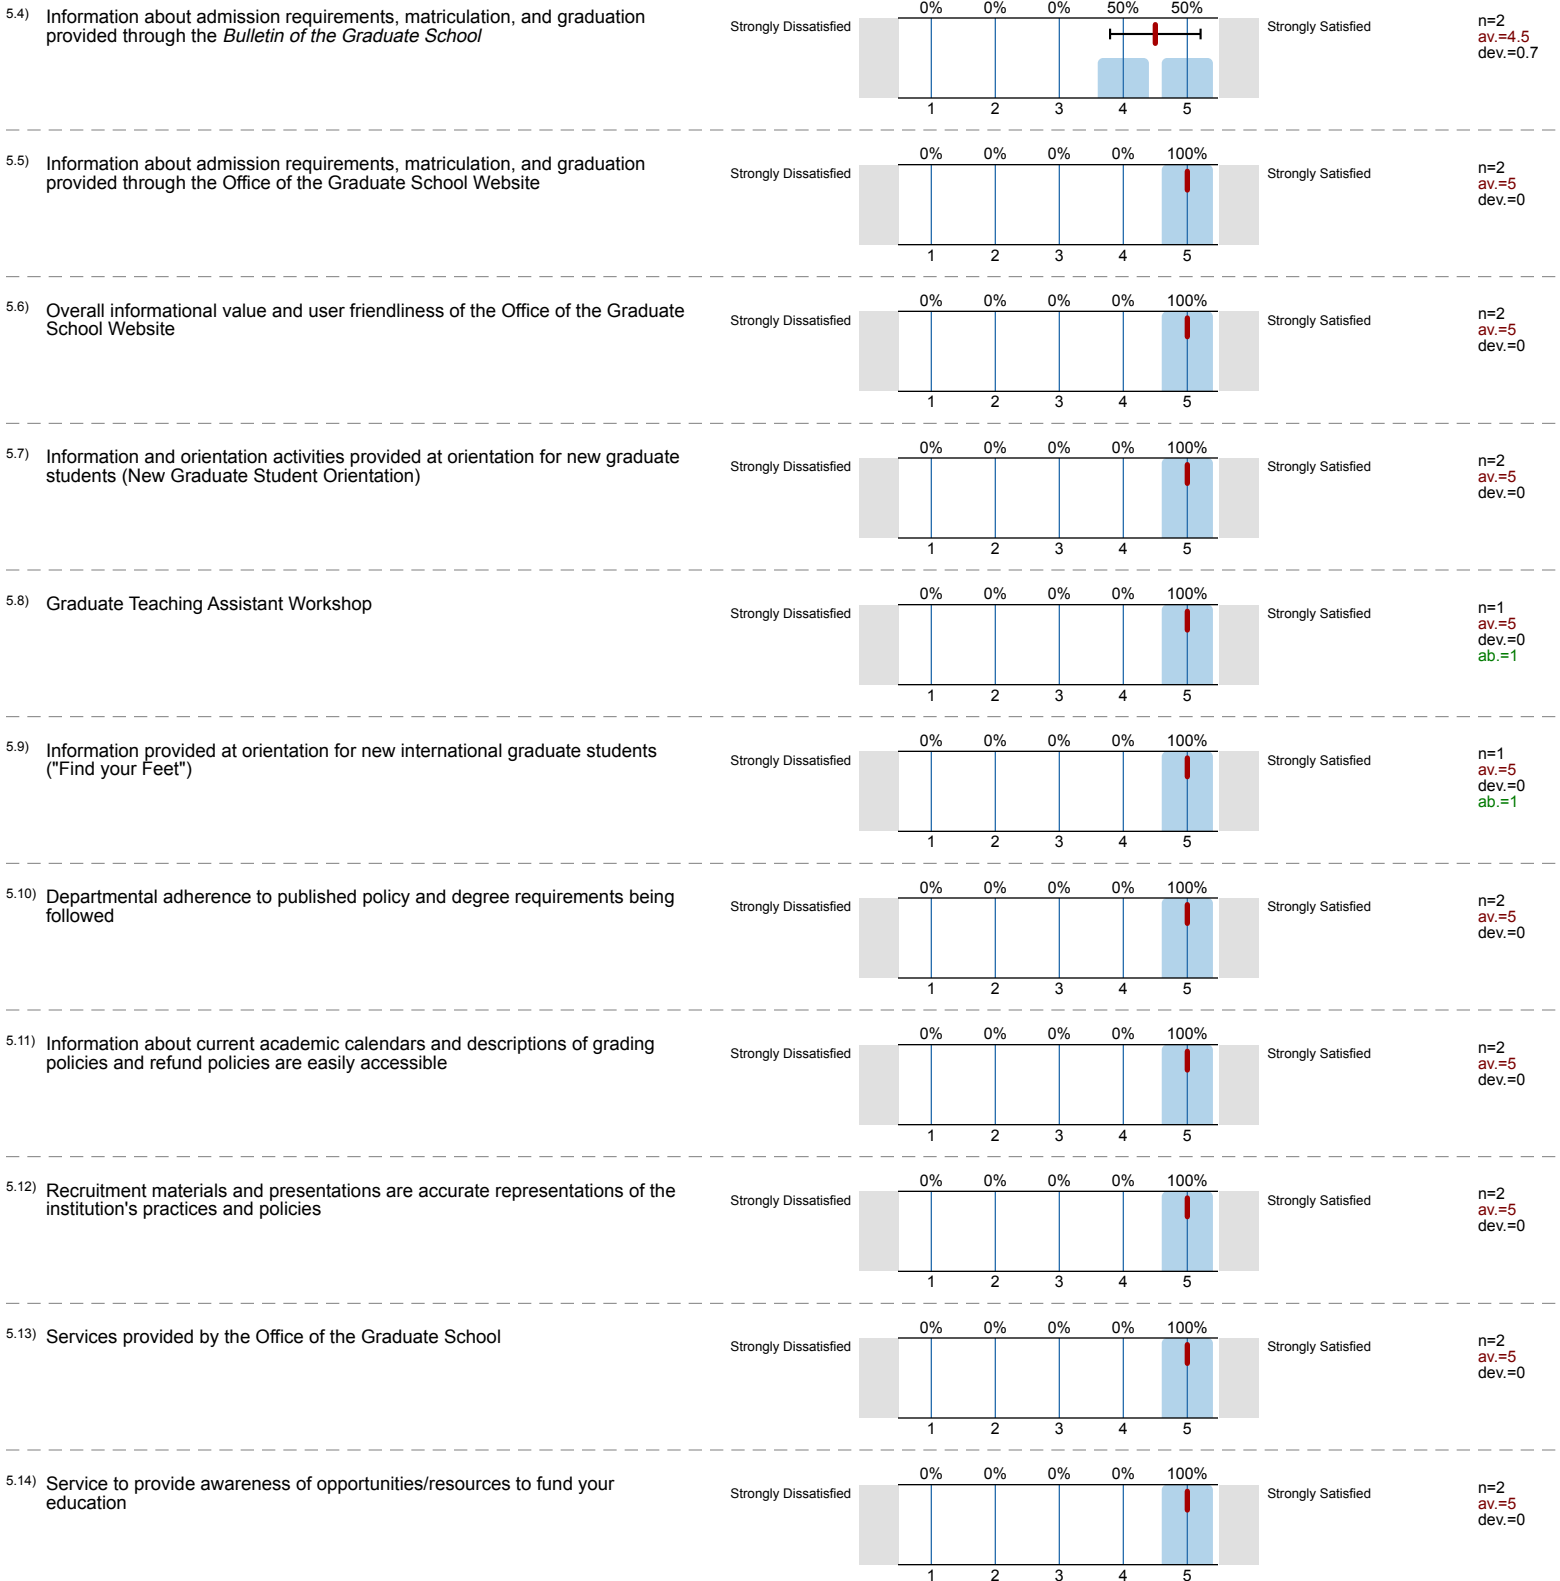 5.4) Information about admission requirements, matriculation, and graduation
provided through the Bulletin of the Graduate School
Strongly Dissatisfied
0% 0% 0% 50% 50%
1 2 3 4 5
Strongly Satisfied
n=2
av.=4.5
dev.=0.7
5.5) Information about admission requirements, matriculation, and graduation
provided through the Office of the Graduate School Website
Strongly Dissatisfied
0% 0% 0% 0% 100%
1 2 3 4 5
Strongly Satisfied
n=2
av.=5
dev.=0
5.6) Overall informational value and user friendliness of the Office of the Graduate
School Website
Strongly Dissatisfied
0% 0% 0% 0% 100%
1 2 3 4 5
Strongly Satisfied
n=2
av.=5
dev.=0
5.7) Information and orientation activities provided at orientation for new graduate
students (New Graduate Student Orientation)
Strongly Dissatisfied
0% 0% 0% 0% 100%
1 2 3 4 5
Strongly Satisfied
n=2
av.=5
dev.=0
5.8) Graduate Teaching Assistant Workshop
Strongly Dissatisfied
0% 0% 0% 0% 100%
1 2 3 4 5
Strongly Satisfied
n=1
av.=5
dev.=0
ab.=1
5.9) Information provided at orientation for new international graduate students
("Find your Feet")
Strongly Dissatisfied
0% 0% 0% 0% 100%
1 2 3 4 5
Strongly Satisfied
n=1
av.=5
dev.=0
ab.=1
5.10) Departmental adherence to published policy and degree requirements being
followed
Strongly Dissatisfied
0% 0% 0% 0% 100%
1 2 3 4 5
Strongly Satisfied
n=2
av.=5
dev.=0
5.11) Information about current academic calendars and descriptions of grading
policies and refund policies are easily accessible
Strongly Dissatisfied
0% 0% 0% 0% 100%
1 2 3 4 5
Strongly Satisfied
n=2
av.=5
dev.=0
5.12) Recruitment materials and presentations are accurate representations of the
institution's practices and policies
Strongly Dissatisfied
0% 0% 0% 0% 100%
1 2 3 4 5
Strongly Satisfied
n=2
av.=5
dev.=0
5.13) Services provided by the Office of the Graduate School
Strongly Dissatisfied
0% 0% 0% 0% 100%
1 2 3 4 5
Strongly Satisfied
n=2
av.=5
dev.=0
5.14) Service to provide awareness of opportunities/resources to fund your
education
Strongly Dissatisfied
0% 0% 0% 0% 100%
1 2 3 4 5
Strongly Satisfied
n=2
av.=5
dev.=0